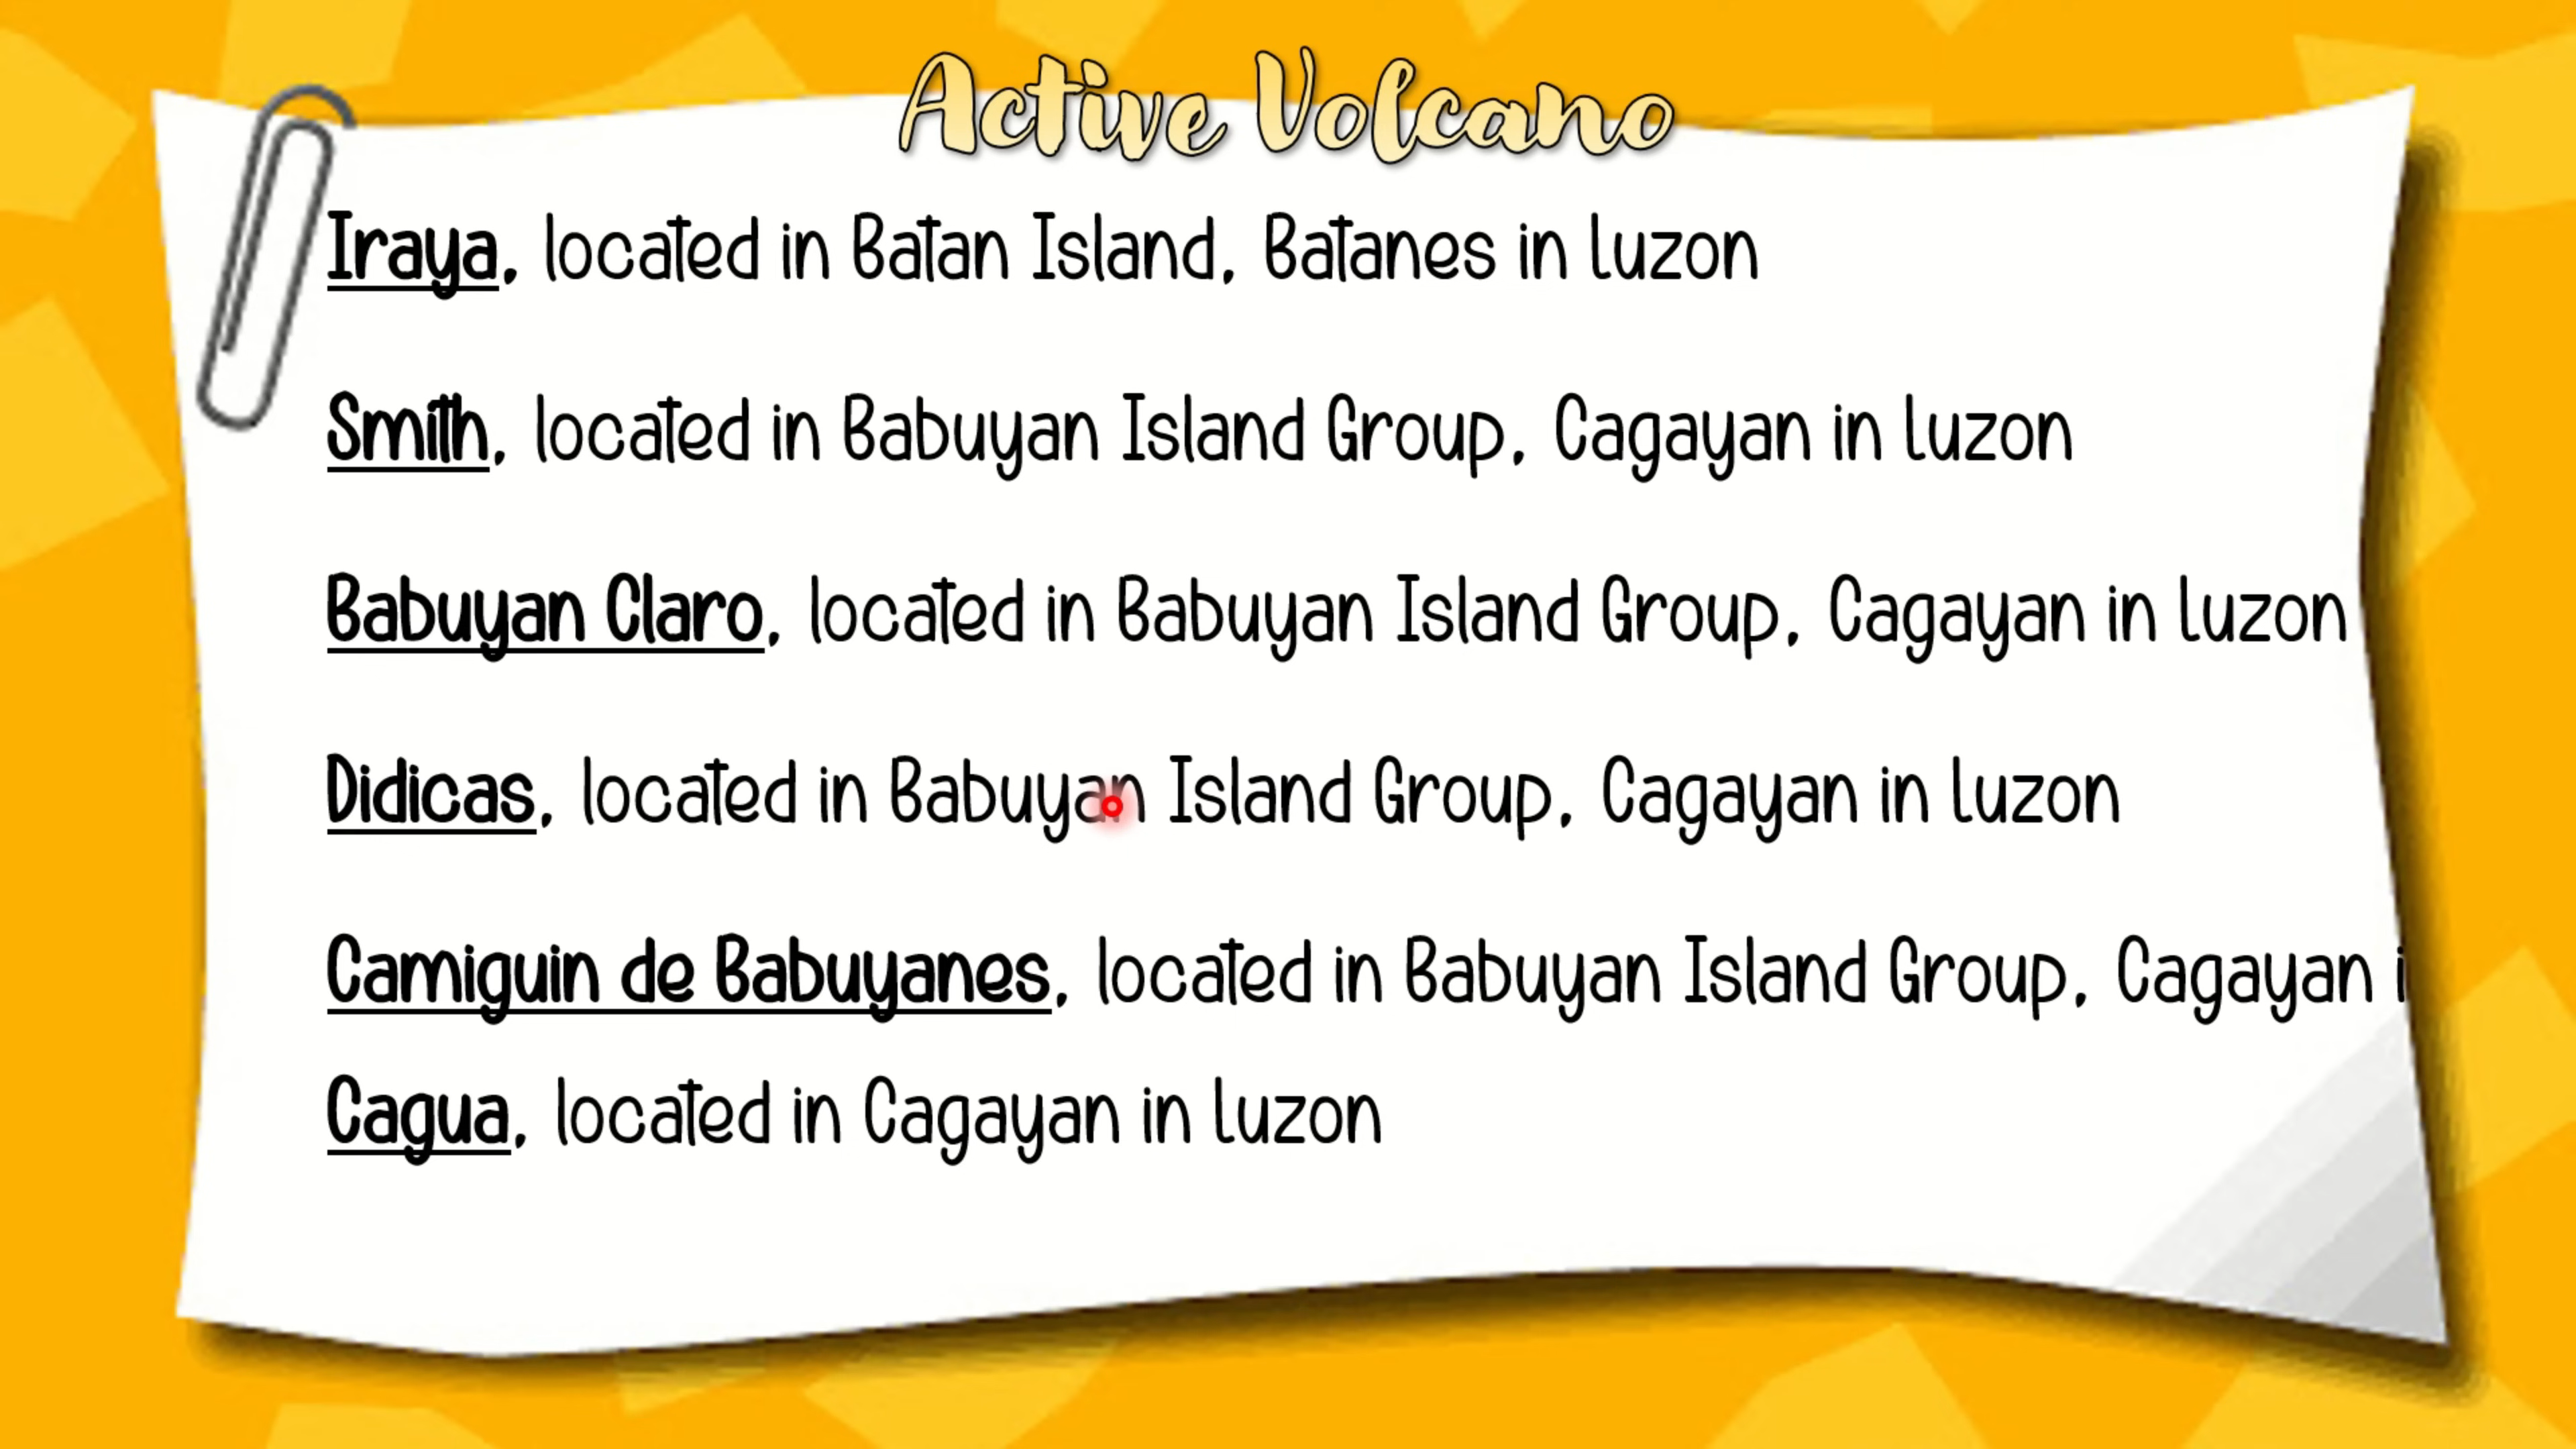 Active Volcano
Iraya, located in Batan Island, Batanes in luzon
Smith, located in Babuyan Island Group, Cagayan in luzon
Babuyan Claro, located in Babuyan Island Group, Cagayan in luzon
Didicas, located in Babuyan Island Group, Cagayan in luzon
Camiguin de Babuyanes, located in Babuyan Island Group, Cagayan i
Cagua, located in Cagayan in luzon